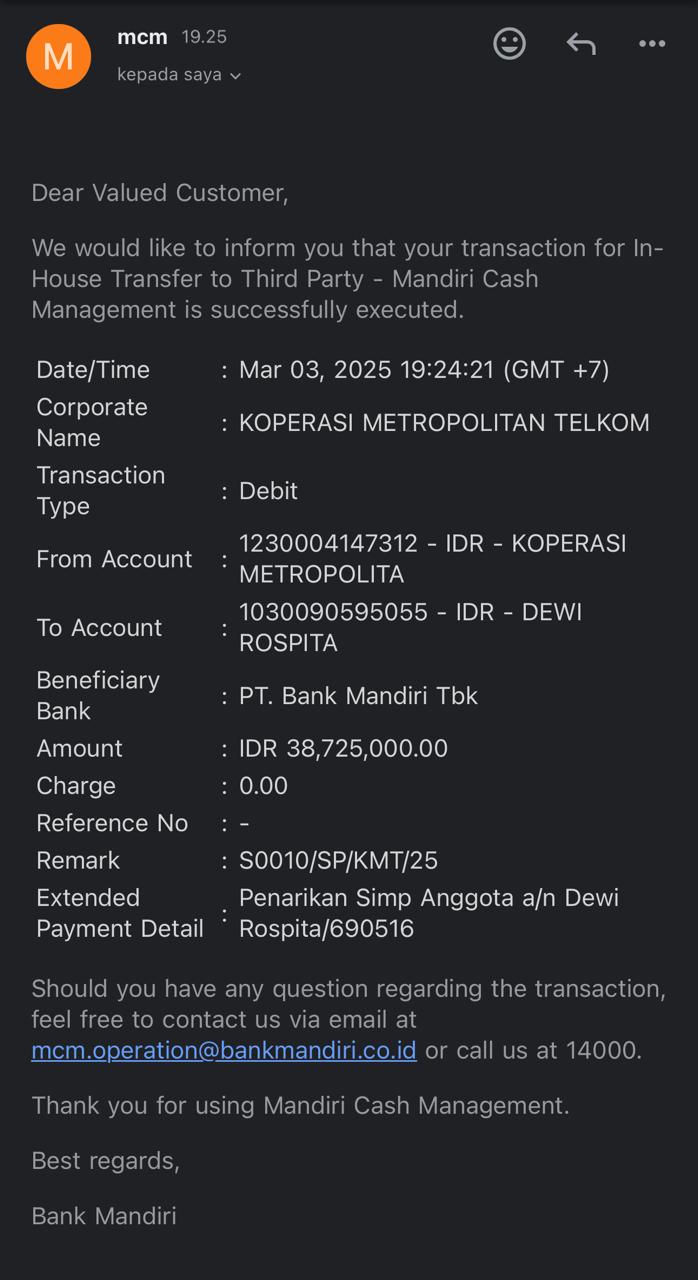 M
mcm 19.25
kepada saya
Dear Valued Customer,
We would like to inform you that your transaction for In-
House Transfer to Third Party - Mandiri Cash
Management is successfully executed.
Date/Time : Mar 03, 2025 19:24:21 (GMT +7)
Corporate
Name : KOPERASI METROPOLITAN TELKOM
Transaction
Type : Debit
From Account : 1230004147312 - IDR - KOPERASI
METROPOLITA
To Account : 1030090595055 - IDR - DEWI
ROSPITA
Beneficiary
Bank : PT. Bank Mandiri Tbk
Amount : IDR 38,725,000.00
Charge : 0.00
Reference No : -
Remark : S0010/SP/KMT/25
Extended
Payment Detail : Penarikan Simp Anggota a/n Dewi
Rospita/690516
Should you have any question regarding the transaction,
feel free to contact us via email at
mcm.operation@bankmandiri.co.id or call us at 14000.
Thank you for using Mandiri Cash Management.
Best regards,
Bank Mandiri